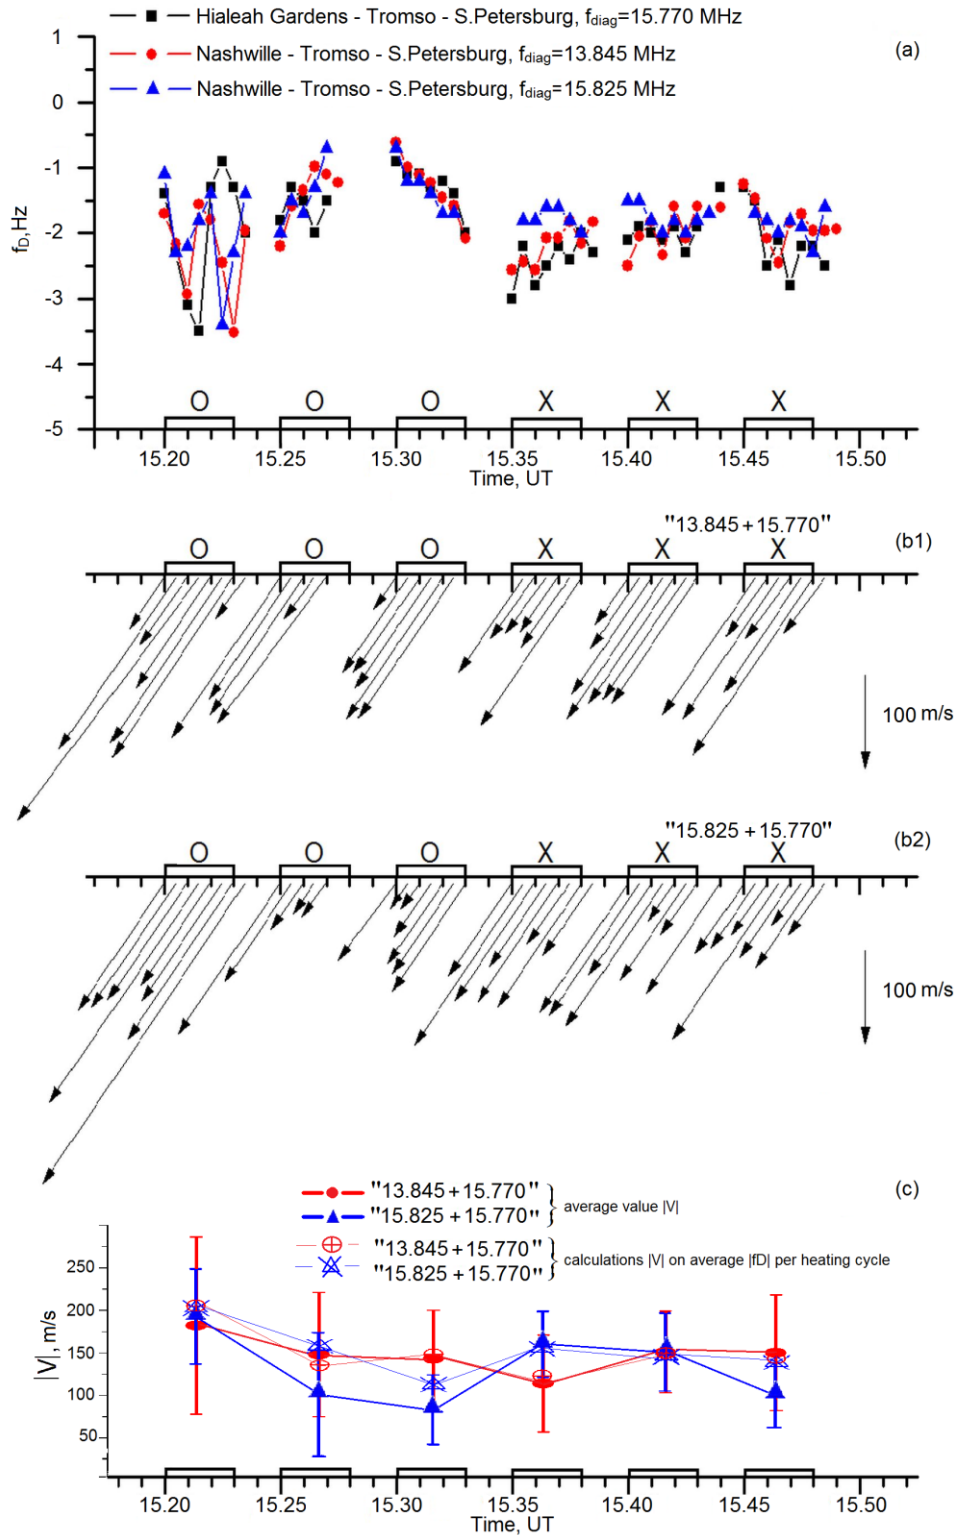 Hialeah Gardens - Tromso - S.Petersburg, fdiag=15.770 MHz
1
(a)
Nashwille - Tromso - S.Petersburg, fdiag=13.845 MHz
Nashwille - Tromso - S.Petersburg, fdiag=15.825 MHz
0
-1
fD,Hz
-2
-3
-4
O O O X X X
-5
15.20 15.25 15.30 15.35 15.40 15.45 15.50
Time, UT
"13.845+15.770"
(b1)
O O O X X X
100 m/s
"15.825+15.770"
(b2)
O O O X X X
100 m/s
(c)
"13.845+15.770"
"15.825+15.770"
average value |V|
"13.845+15.770"
"15.825+15.770"
calculations |V| on average |fD| per heating cycle
250
200
|V|, m/s
150
100
50
15.20 15.25 15.30 15.35 15.40 15.45 15.50
Time, UT